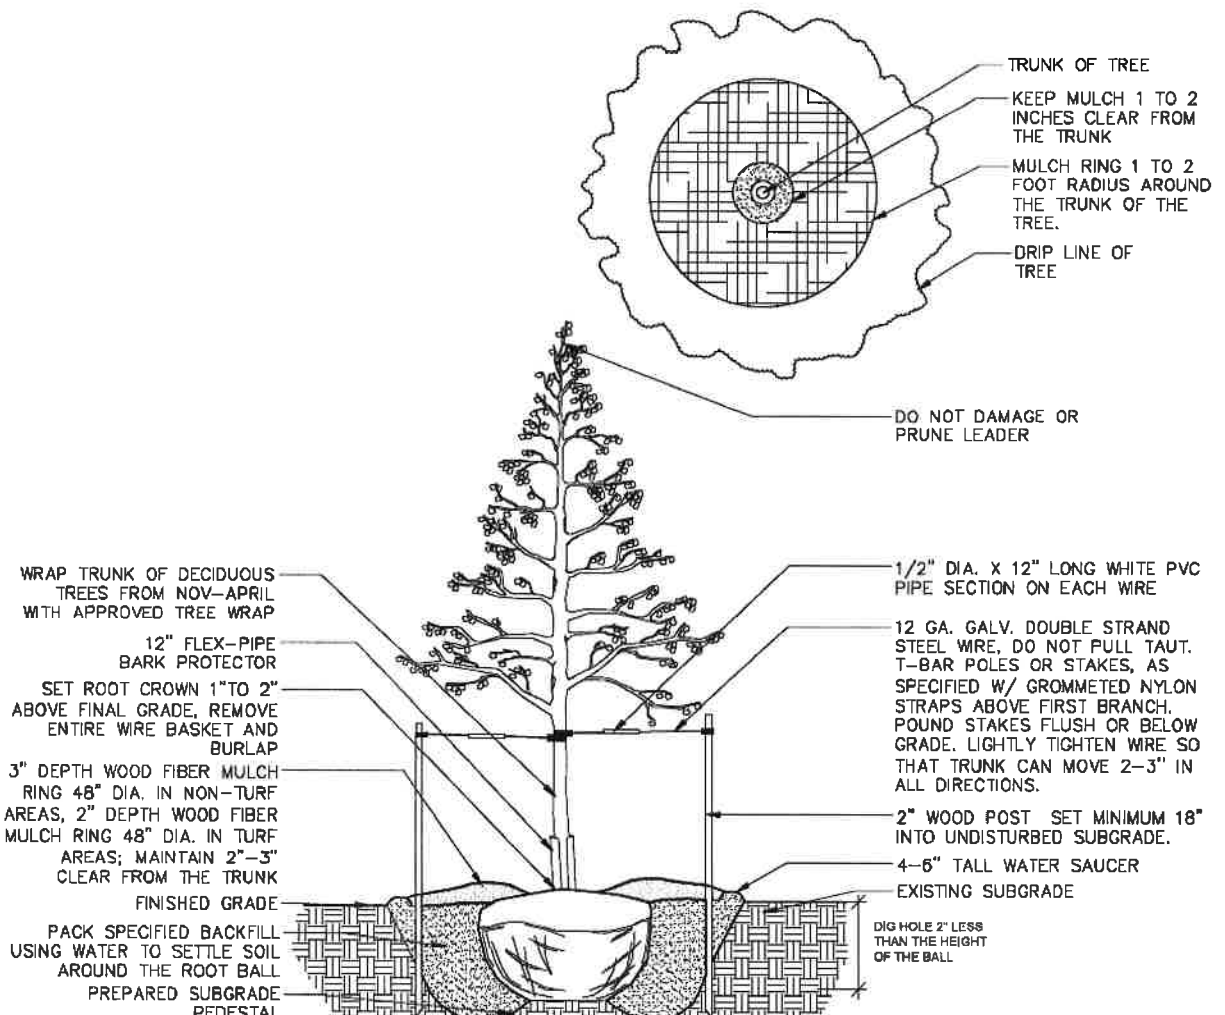 TRUNK OF TREE
KEEP MULCH 1 TO 2
INCHES CLEAR FROM
THE TRUNK
MULCH RING 1 TO 2
FOOT RADIUS AROUND
THE TRUNK OF THE
TREE.
DRIP LINE OF
TREE
DO NOT DAMAGE OR
PRUNE LEADER
WRAP TRUNK OF DECIDUOUS
TREES FROM NOV-APRIL
WITH APPROVED TREE WRAP
12" FLEX-PIPE
BARK PROTECTOR
SET ROOT CROWN 1"TO 2"
ABOVE FINAL GRADE, REMOVE
ENTIRE WIRE BASKET AND
BURLAP
3" DEPTH WOOD FIBER MULCH
RING 48" DIA. IN NON-TURF
AREAS, 2" DEPTH WOOD FIBER
MULCH RING 48" DIA. IN TURF
AREAS; MAINTAIN 2"-3"
CLEAR FROM THE TRUNK
FINISHED GRADE
PACK SPECIFIED BACKFILL
USING WATER TO SETTLE SOIL
AROUND THE ROOT BALL
PREPARED SUBGRADE
PEDESTAL
1/2" DIA. X 12" LONG WHITE PVC
PIPE SECTION ON EACH WIRE
12 GA. GALV. DOUBLE STRAND
STEEL WIRE, DO NOT PULL TAUT.
T-BAR POLES OR STAKES, AS
SPECIFIED W/ GROMMETED NYLON
STRAPS ABOVE FIRST BRANCH.
POUND STAKES FLUSH OR BELOW
GRADE. LIGHTLY TIGHTEN WIRE SO
THAT TRUNK CAN MOVE 2-3" IN
ALL DIRECTIONS.
2" WOOD POST SET MINIMUM 18"
INTO UNDISTURBED SUBGRADE.
4-6" TALL WATER SAUCER
EXISTING SUBGRADE
DIG HOLE 2" LESS
THAN THE HEIGHT
OF THE BALL